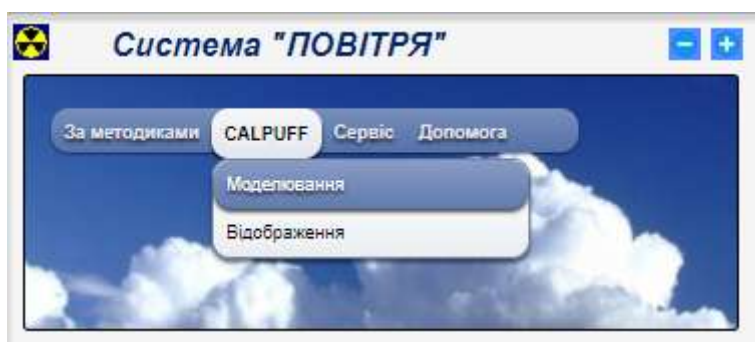 Система "ПОВІТРЯ"
За методиками CALPUFF Сервіс Допомога
Моделювання
Відображення